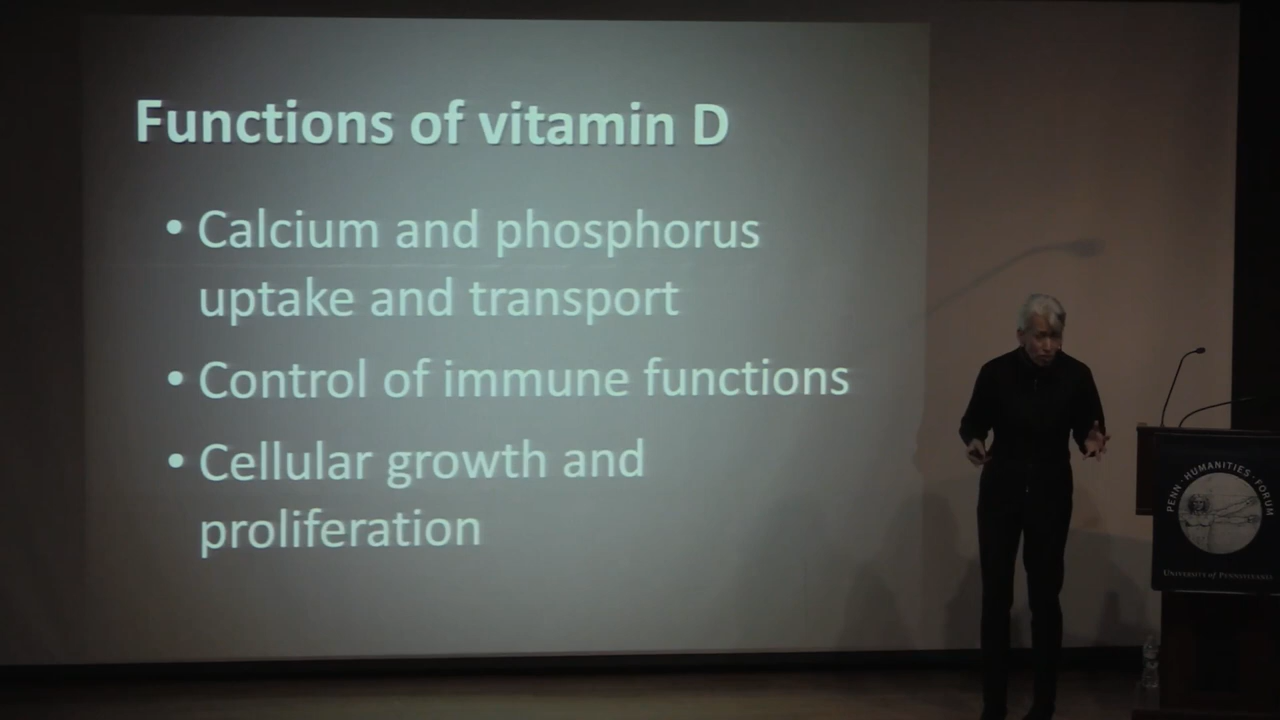 Functions of vitamin D
• Calcium and phosphorus
uptake and transport
• Control of immune functions
• Cellular growth and
proliferation
PENN · HUMANITIES · FORUM
UNIVERSITY of PENNSYLVANIA